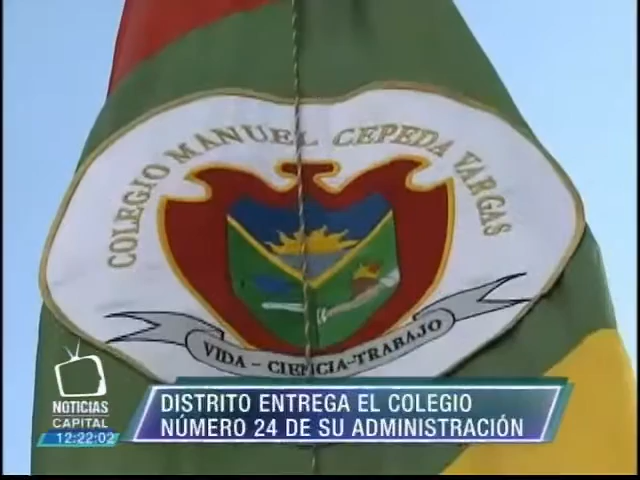 COLEGIO MANUEL CEPEDA VARGAS
VIDA - CIENCIA - TRABAJO
NOTICIAS
CAPITAL
12:22:02
DISTRITO ENTREGA EL COLEGIO
NÚMERO 24 DE SU ADMINISTRACIÓN